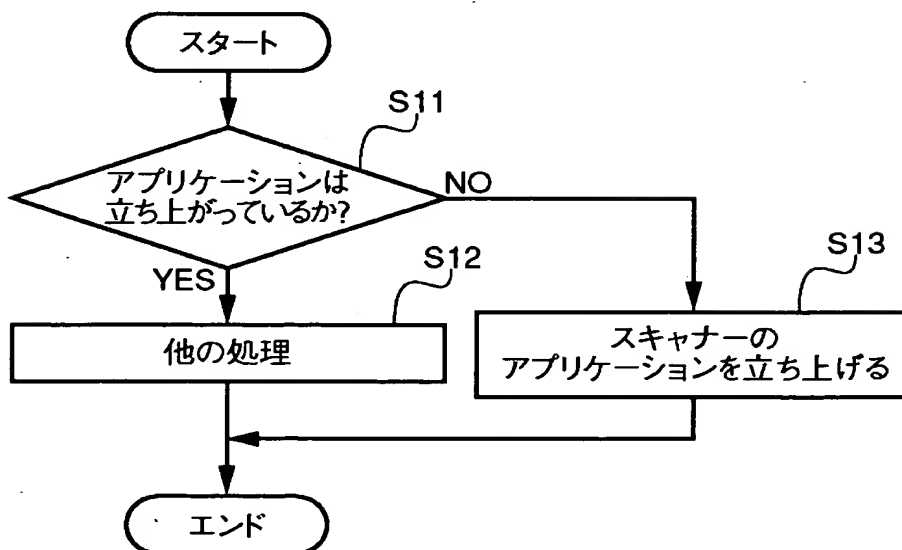 スタート
S11
アプリケーションは
立ち上がっているか?
NO
YES
S12
他の処理
S13
スキャナーの
アプリケーションを立ち上げる
エンド